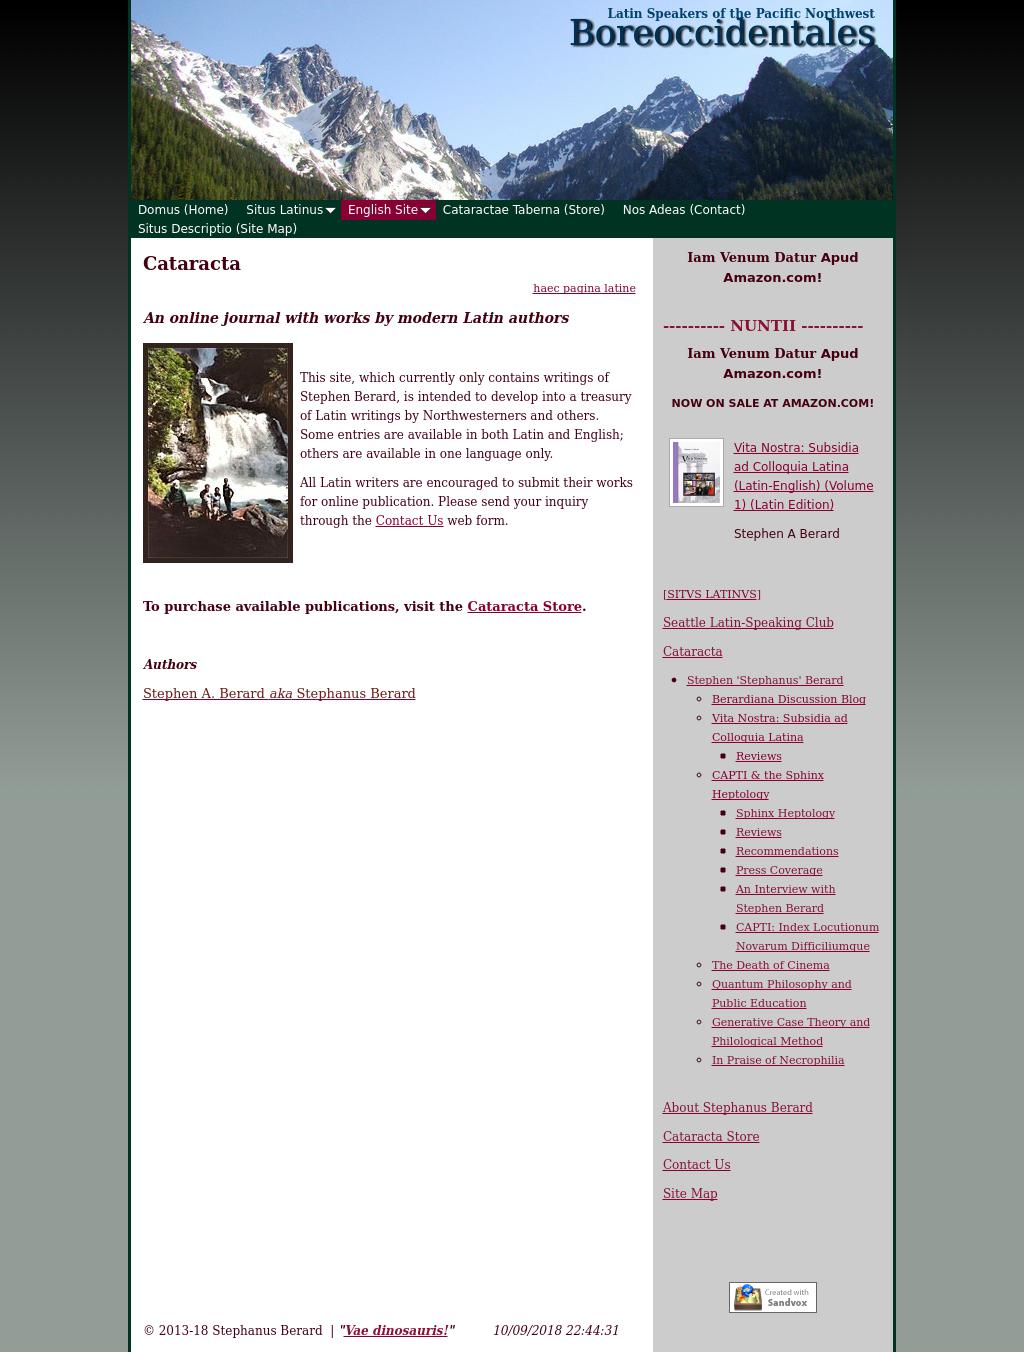 Latin Speakers of the Pacific Northwest
Boreoccidentales
Domus (Home) Situs Latinus English Site Cataractae Taberna (Store) Nos Adeas (Contact)
Situs Descriptio (Site Map)
Cataracta
haec pagina latine
An online journal with works by modern Latin authors
This site, which currently only contains writings of
Stephen Berard, is intended to develop into a treasury
of Latin writings by Northwesterners and others.
Some entries are available in both Latin and English;
others are available in one language only.
All Latin writers are encouraged to submit their works
for online publication. Please send your inquiry
through the Contact Us web form.
To purchase available publications, visit the Cataracta Store.
Authors
Stephen A. Berard aka Stephanus Berard
Iam Venum Datur Apud
Amazon.com!
---------- NUNTII ----------
Iam Venum Datur Apud
Amazon.com!
NOW ON SALE AT AMAZON.COM!
Vita Nostra: Subsidia
ad Colloquia Latina
(Latin-English) (Volume
1) (Latin Edition)
Stephen A Berard
[SITVS LATINVS]
Seattle Latin-Speaking Club
Cataracta
Stephen 'Stephanus' Berard
Berardiana Discussion Blog
Vita Nostra: Subsidia ad
Colloquia Latina
Reviews
CAPTI & the Sphinx
Heptology
Sphinx Heptology
Reviews
Recommendations
Press Coverage
An Interview with
Stephen Berard
CAPTI: Index Locutionum
Novarum Difficiliumque
The Death of Cinema
Quantum Philosophy and
Public Education
Generative Case Theory and
Philological Method
In Praise of Necrophilia
About Stephanus Berard
Cataracta Store
Contact Us
Site Map
Created with
Sandvox
© 2013-18 Stephanus Berard | "Vae dinosauris!" 10/09/2018 22:44:31